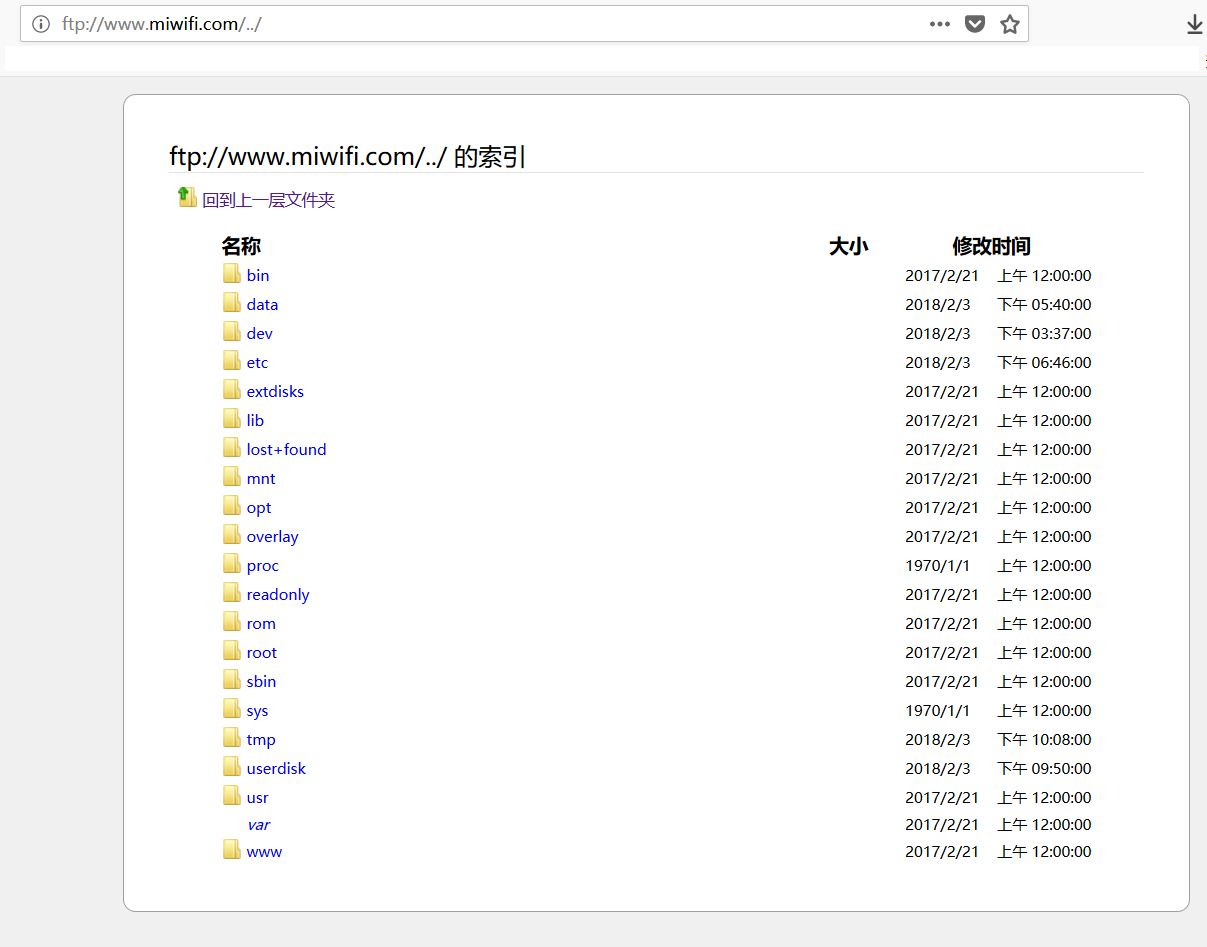 ftp://www.miwifi.com/../
ftp://www.miwifi.com/../ 的索引
回到上一层文件夹
名称 大小 修改时间
bin 2017/2/21 上午 12:00:00
data 2018/2/3 下午 05:40:00
dev 2018/2/3 下午 03:37:00
etc 2018/2/3 下午 06:46:00
extdisks 2017/2/21 上午 12:00:00
lib 2017/2/21 上午 12:00:00
lost+found 2017/2/21 上午 12:00:00
mnt 2017/2/21 上午 12:00:00
opt 2017/2/21 上午 12:00:00
overlay 2017/2/21 上午 12:00:00
proc 1970/1/1 上午 12:00:00
readonly 2017/2/21 上午 12:00:00
rom 2017/2/21 上午 12:00:00
root 2017/2/21 上午 12:00:00
sbin 2017/2/21 上午 12:00:00
sys 1970/1/1 上午 12:00:00
tmp 2018/2/3 下午 10:08:00
userdisk 2018/2/3 下午 09:50:00
usr 2017/2/21 上午 12:00:00
var 2017/2/21 上午 12:00:00
www 2017/2/21 上午 12:00:00